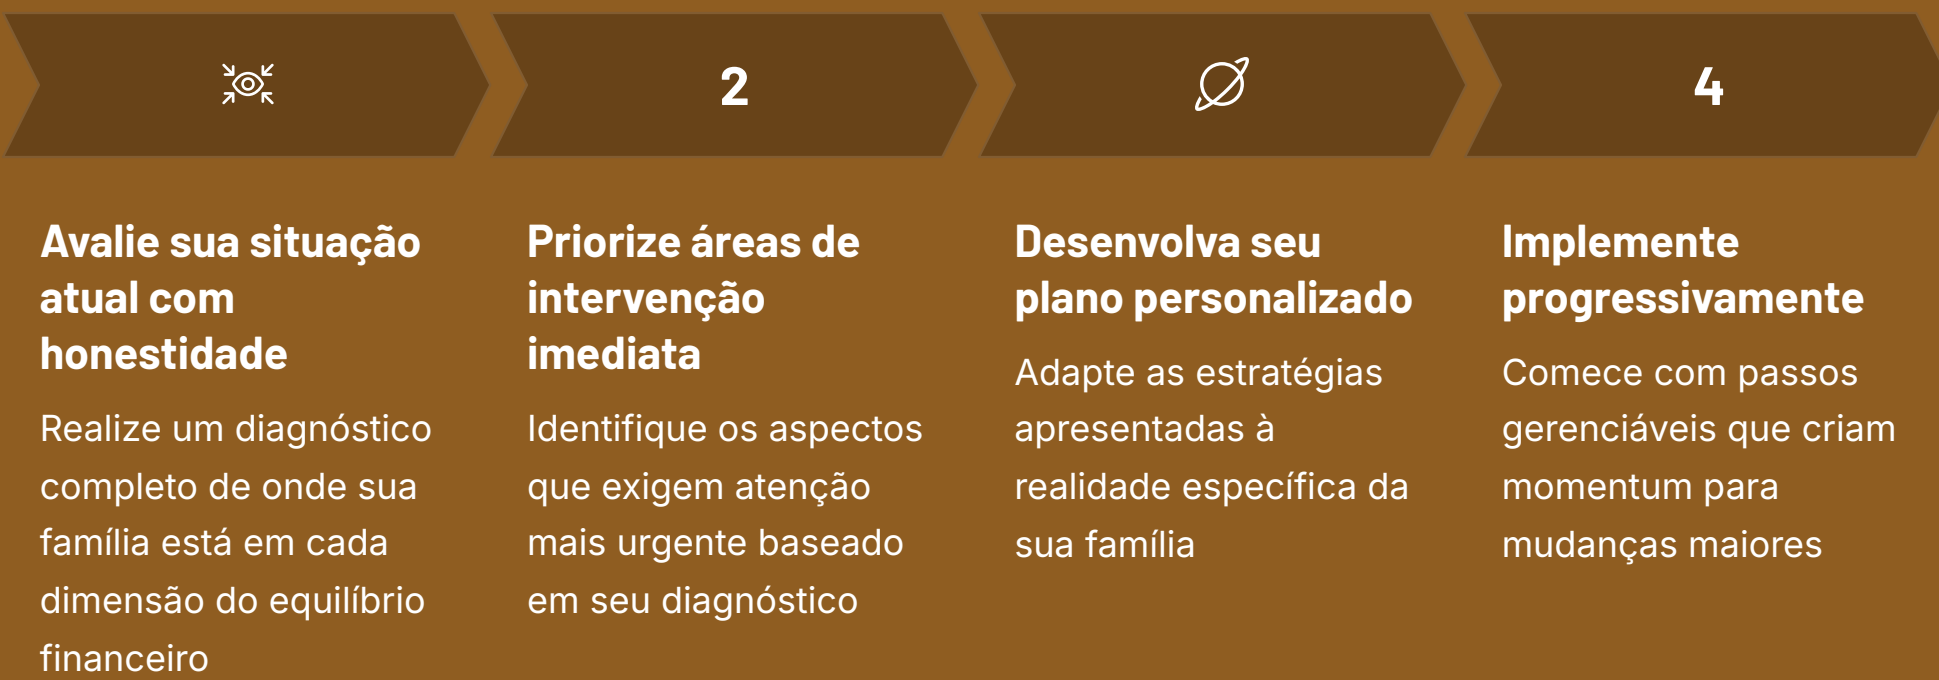 2
4
Avalie sua situação
atual com
honestidade
Realize um diagnóstico
completo de onde sua
família está em cada
dimensão do equilíbrio
financeiro
Priorize áreas de
intervenção
imediata
Identifique os aspectos
que exigem atenção
mais urgente baseado
em seu diagnóstico
Desenvolva seu
plano personalizado
Adapte as estratégias
apresentadas à
realidade específica da
sua família
Implemente
progressivamente
Comece com passos
gerenciáveis que criam
momentum para
mudanças maiores